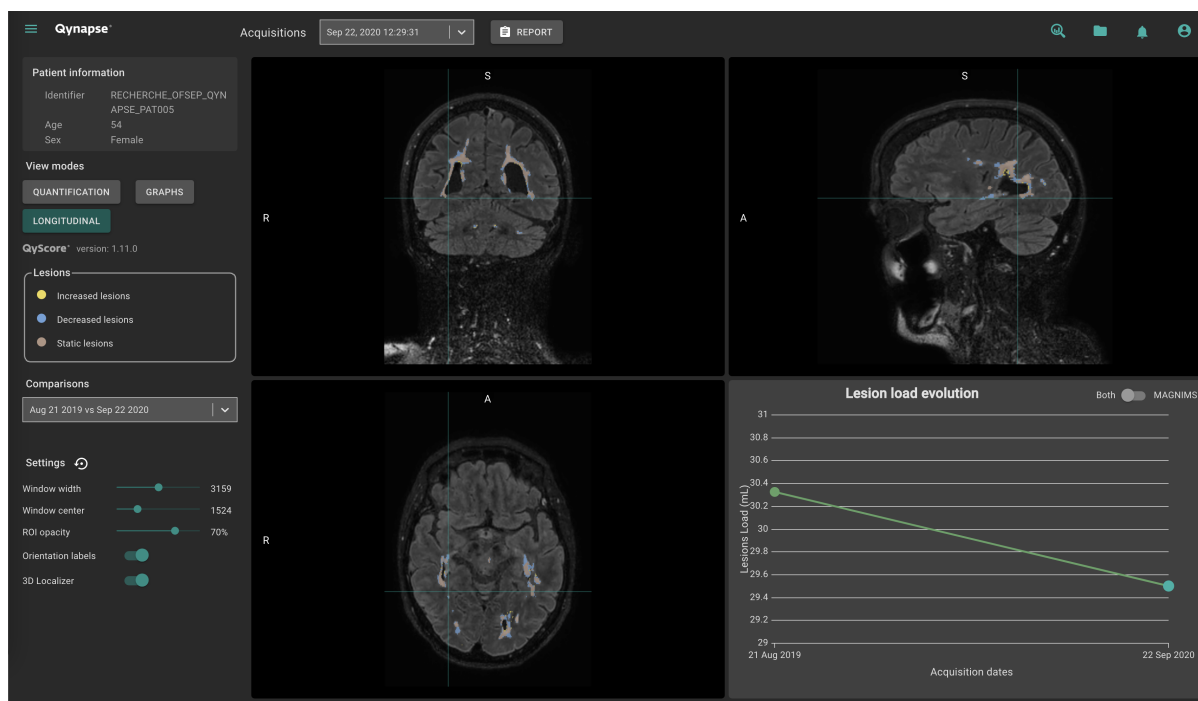 Qynapse
Acquisitions
Sep 22, 2020 12:29:31
REPORT
Patient information
Identifier RECHERCHE_OFSEP_QYN
APSE_PAT005
Age 54
Sex Female
View modes
QUANTIFICATION GRAPHS
LONGITUDINAL
QyScore version: 1.11.0
Lesions
Increased lesions
Decreased lesions
Static lesions
Comparisons
Aug 21 2019 vs Sep 22 2020
Settings
Window width 3159
Window center 1524
ROI opacity 70%
Orientation labels
3D Localizer
S
R
S
A
A
R
Lesion load evolution
Both MAGNIMS
Lesions Load (mL)
31
30.8
30.6
30.4
30.2
30
29.8
29.6
29.4
29.2
29
21 Aug 2019 22 Sep 2020
Acquisition dates